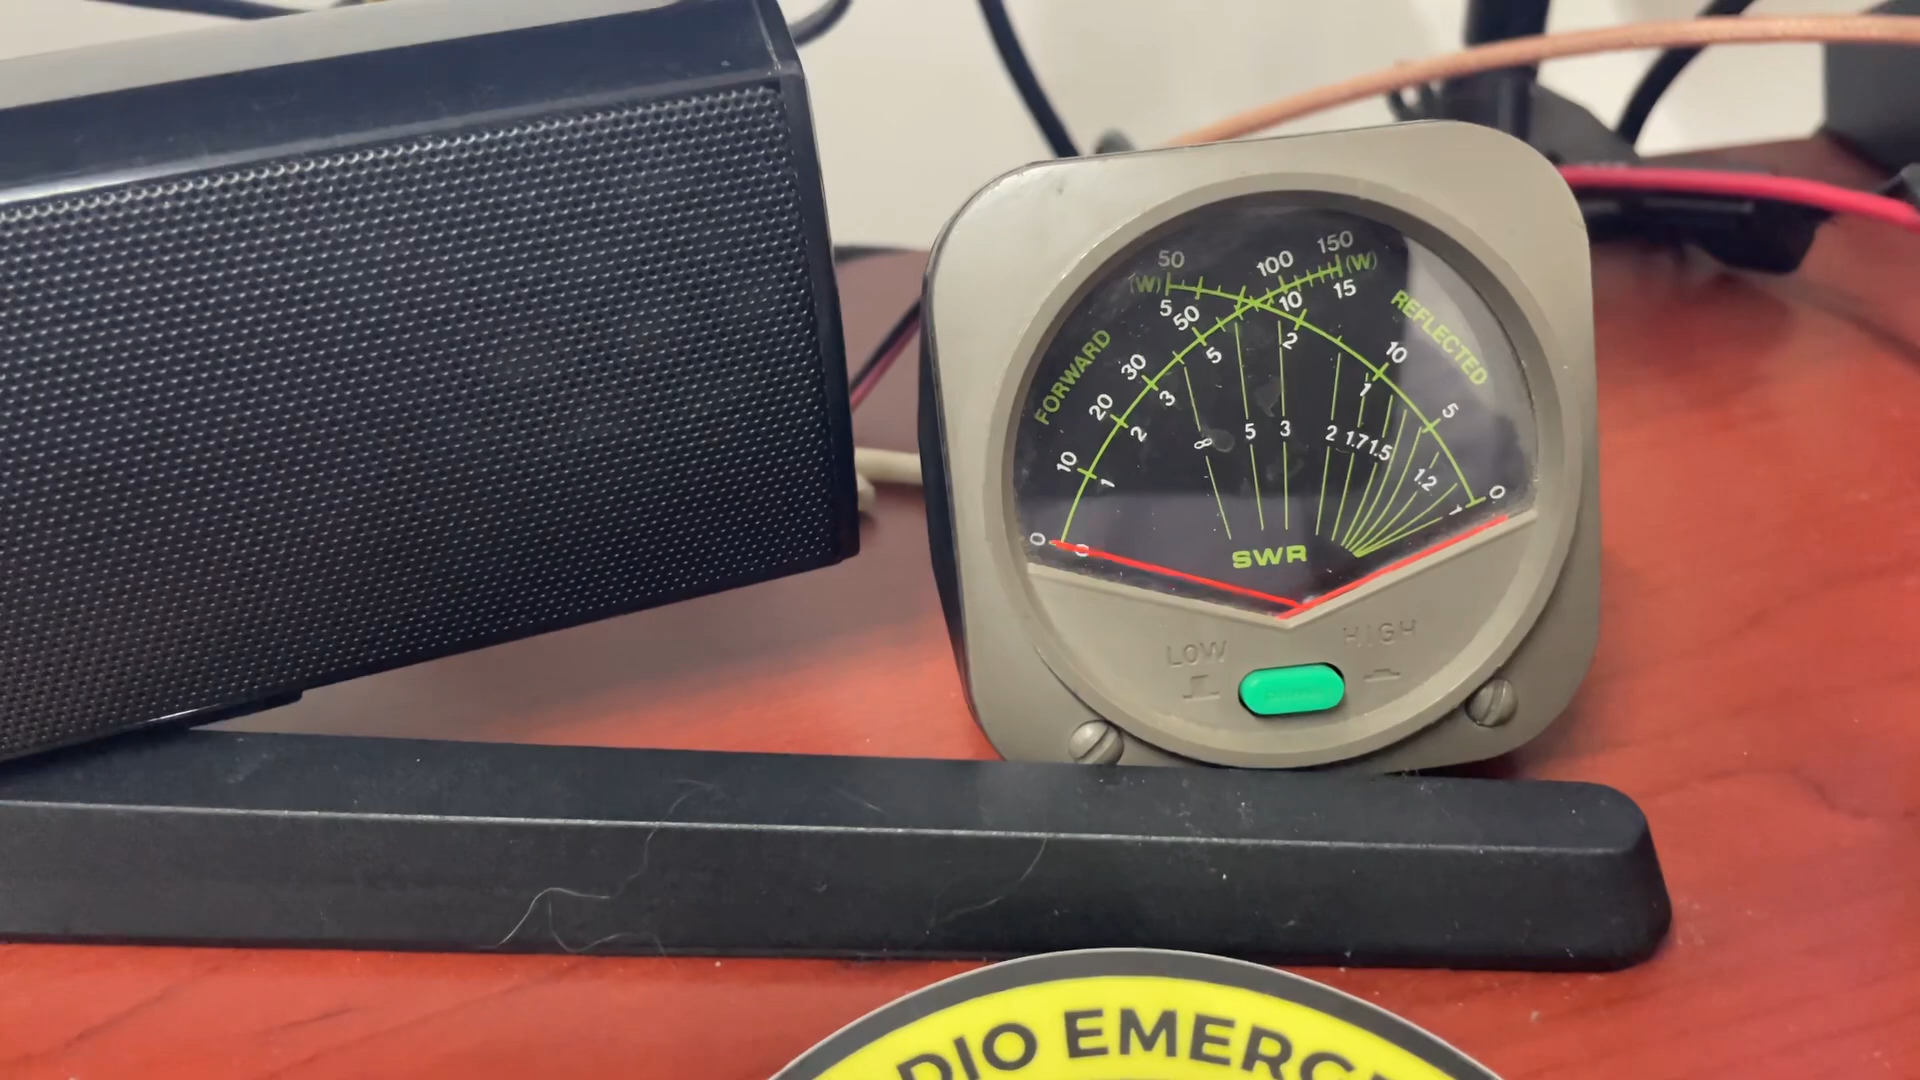 50 100 150
(W) (W)
5 50 10 15
FORWARD REFLECTED
5 2 10
30 3 1
20 2 5
∞ 5 3 2 1.7 1.5
10 1 1.2 0
1
0 0
SWR
LOW HIGH
DIO EMERG